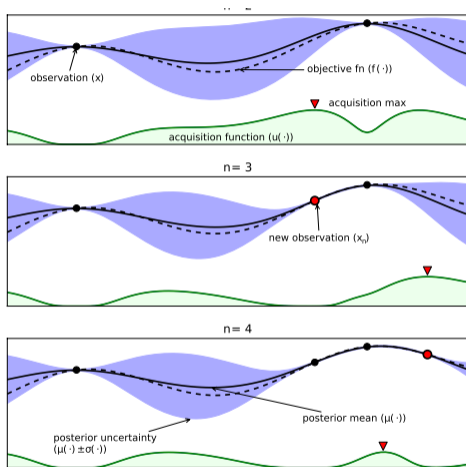 observation (x)
objective fn (f(·))
acquisition max
acquisition function (u(·))
n= 3
new observation (xₙ)
n= 4
posterior mean (μ(·))
posterior uncertainty
(μ(·)±σ(·))